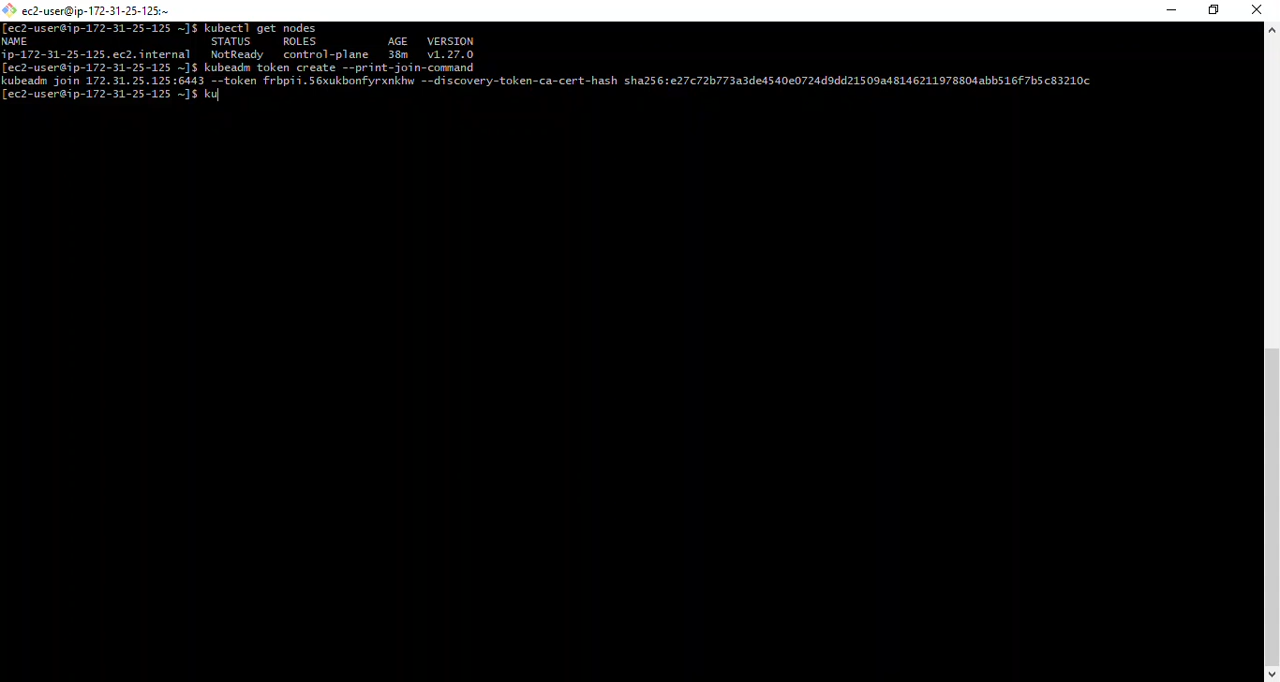 ec2-user@ip-172-31-25-125:~
[ec2-user@ip-172-31-25-125 ~]$ kubectl get nodes
NAME STATUS ROLES AGE VERSION
ip-172-31-25-125.ec2.internal NotReady control-plane 38m v1.27.0
[ec2-user@ip-172-31-25-125 ~]$ kubeadm token create --print-join-command
kubeadm join 172.31.25.125:6443 --token frbpii.56xukbonfyrxnkhw --discovery-token-ca-cert-hash sha256:e27c72b773a3de4540e0724d9dd21509a48146211978804abb516f7b5c83210c
[ec2-user@ip-172-31-25-125 ~]$ ku